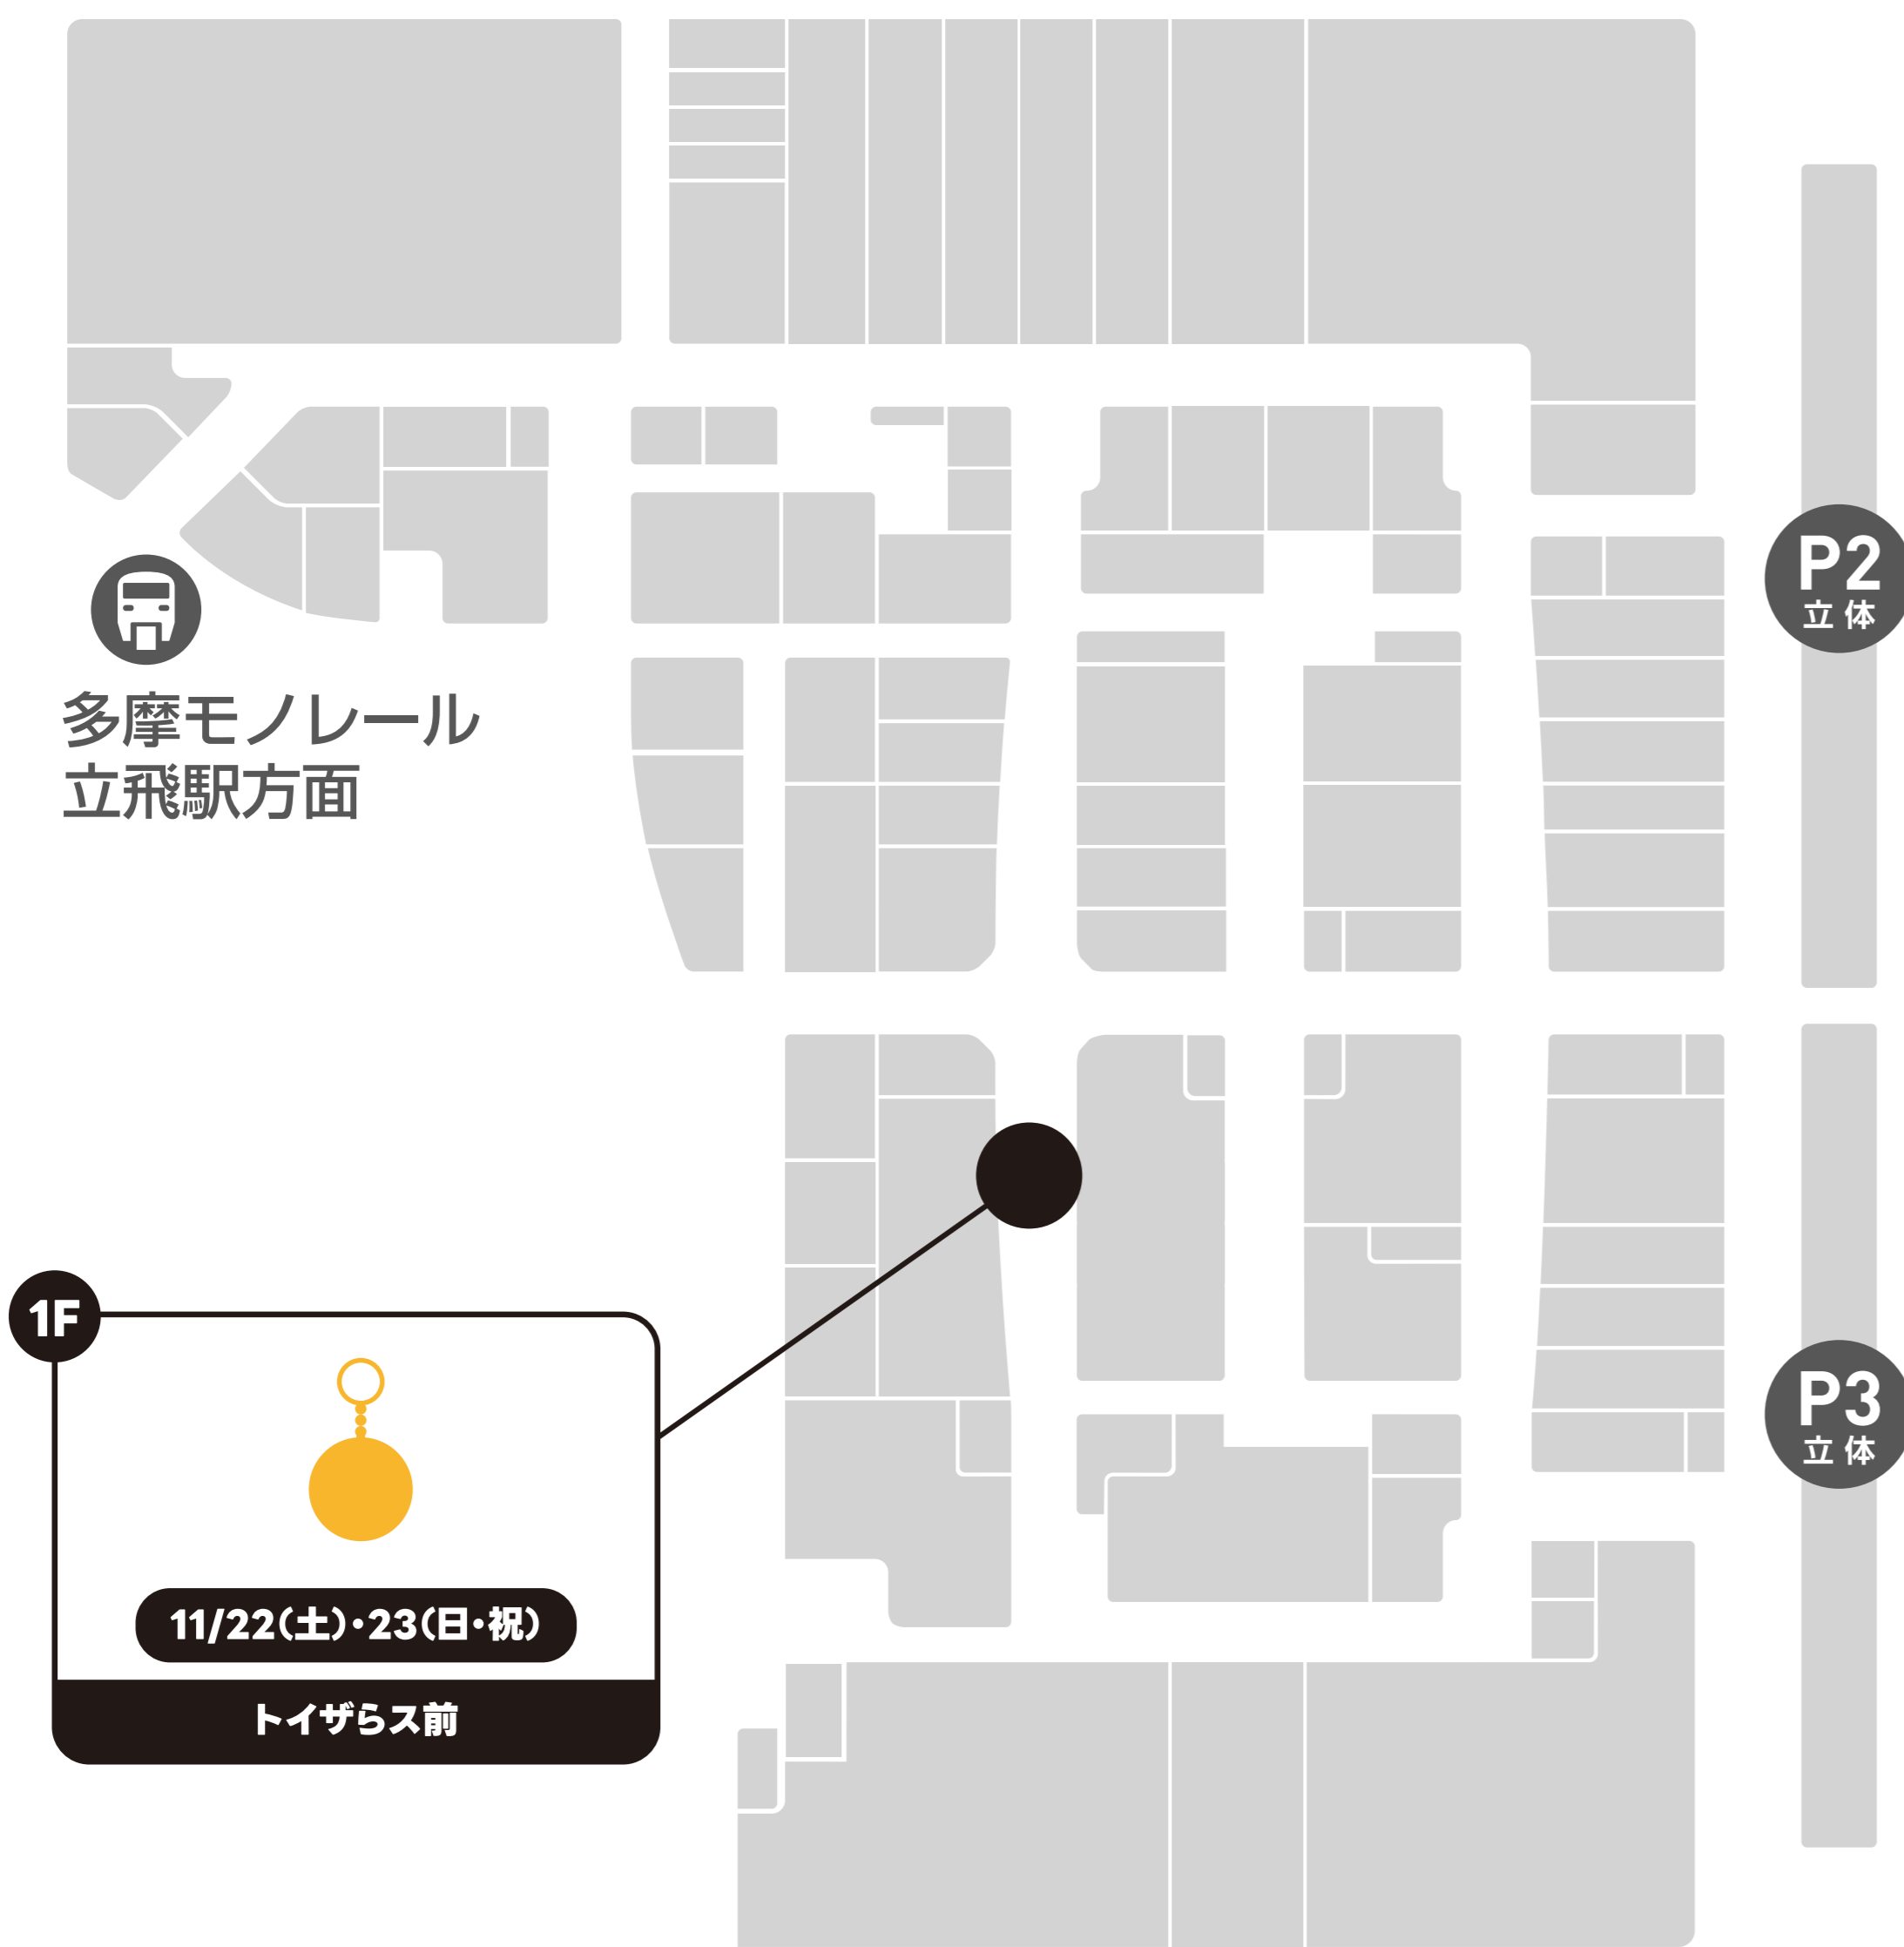 P2
立体
多摩モノレール
立飛駅方面
1F
11/22(土)・23(日・祝)
トイザらス前
P3
立体